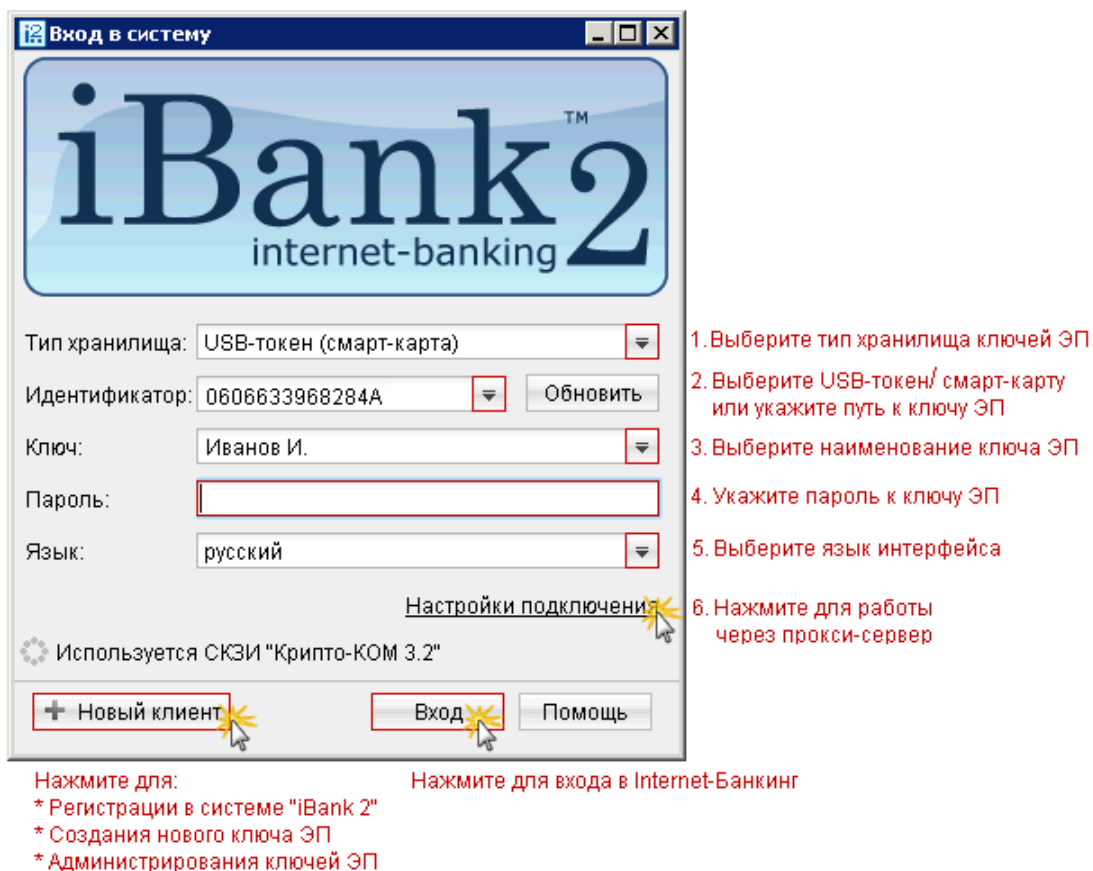 Вход в систему
iBank2 ™
internet-banking
Тип хранилища: USB-токен (смарт-карта)
1. Выберите тип хранилища ключей ЭП
Идентификатор: 0606633968284A Обновить
2. Выберите USB-токен/ смарт-карту
или укажите путь к ключу ЭП
Ключ: Иванов И.
3. Выберите наименование ключа ЭП
Пароль:
4. Укажите пароль к ключу ЭП
Язык: русский
5. Выберите язык интерфейса
Настройки подключения
6. Нажмите для работы
через прокси-сервер
Используется СКЗИ "Крипто-КОМ 3.2"
+ Новый клиент Вход Помощь
Нажмите для:
* Регистрации в системе "iBank 2"
* Создания нового ключа ЭП
* Администрирования ключей ЭП
Нажмите для входа в Internet-Банкинг